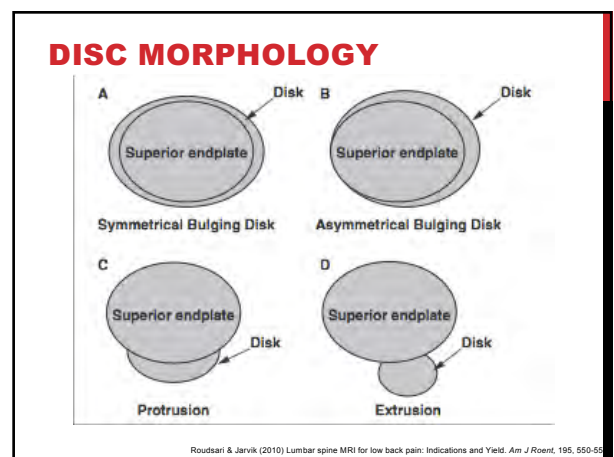 DISC MORPHOLOGY
A
Disk
B
Disk
Superior endplate
Superior endplate
Symmetrical Bulging Disk
Asymmetrical Bulging Disk
C
D
Superior endplate
Superior endplate
Disk
Disk
Protrusion
Extrusion
Roudsari & Jarvik (2010) Lumbar spine MRI for low back pain: Indications and Yield. Am J Roent, 195, 550-55